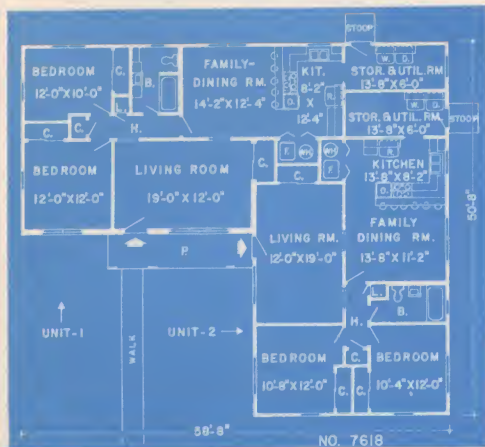 STOOP
BEDROOM
12'-0"X10'-0"
C.
B.
L.
FAMILY-
DINING RM.
14'-2"X12'-4"
KIT.
8'-2"
X
12'-4"
O.
R.
W. D.
STOR. & UTIL. RM.
13'-8"X6'-0"
W. D.
STOR. & UTIL. RM.
13'-8"X6'-0"
STOOP
C.
C.
H.
BEDROOM
12'-0"X12'-0"
LIVING ROOM
19'-0"X12'-0"
C.
F.
WH
WH
F.
C.
R.
KITCHEN
13'-8"X8'-2"
O.
P.
LIVING RM.
12'-0"X19'-0"
FAMILY
DINING RM.
13'-8"X11'-2"
50'-8"
UNIT-1
WALK
UNIT-2
L.
B.
H.
BEDROOM
10'-8"X12'-0"
C.
C.
C.
BEDROOM
10'-4"X12'-0"
58'-8"
NO. 7618